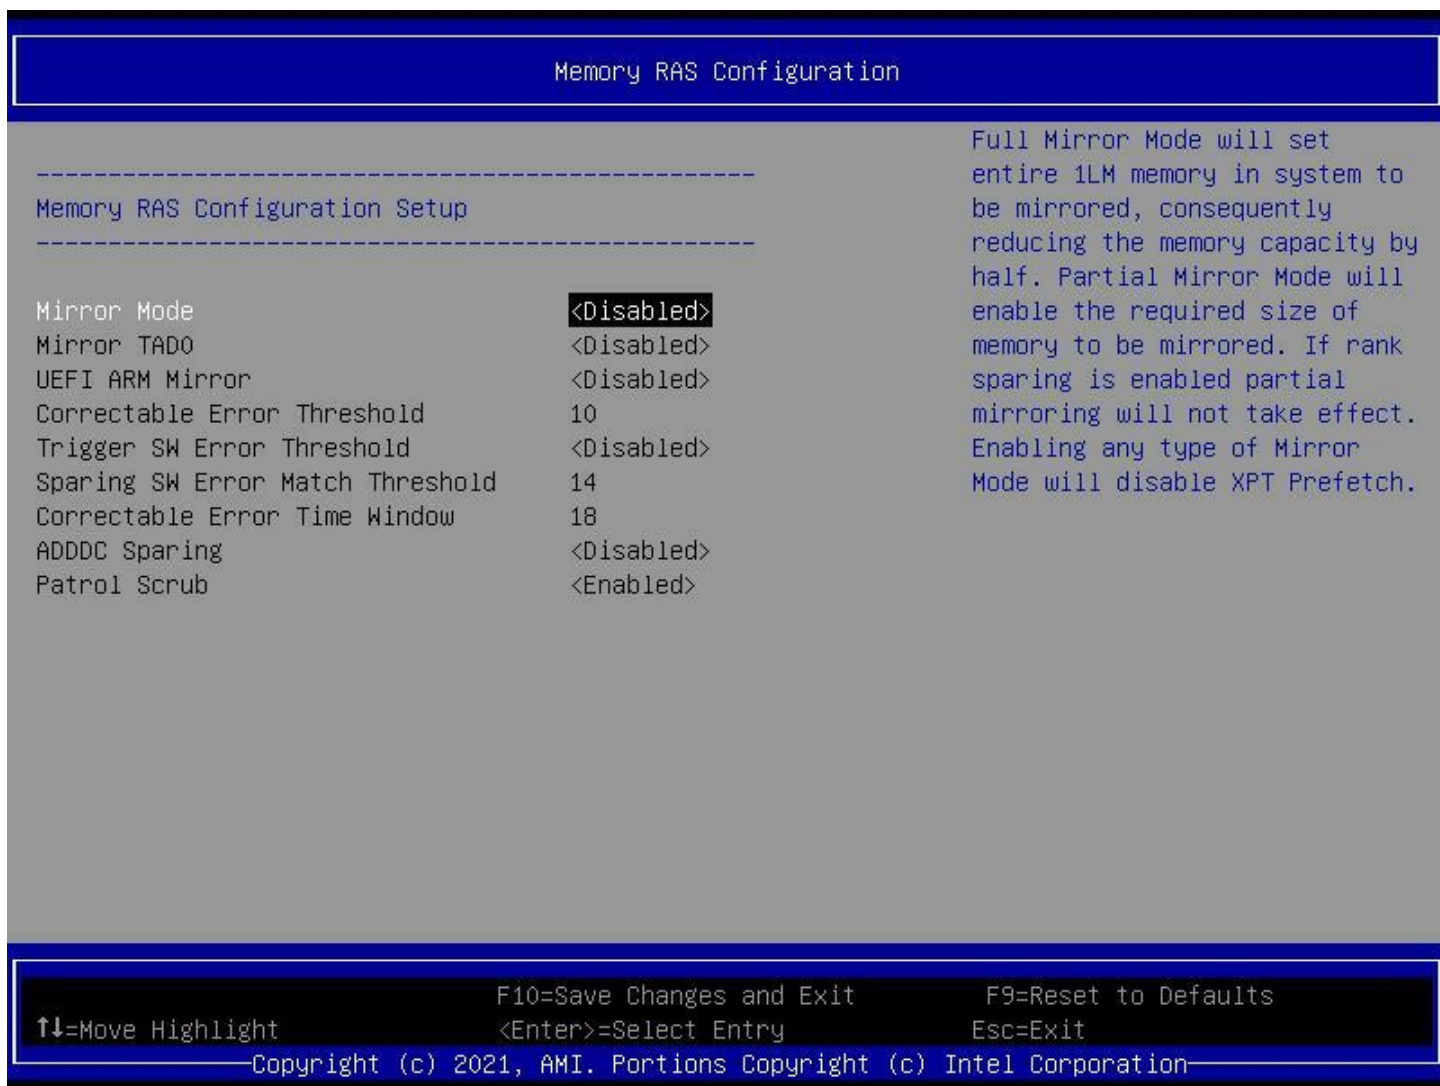 Memory RAS Configuration
--------------------------------------------------
Memory RAS Configuration Setup
--------------------------------------------------
Mirror Mode <Disabled>
Mirror TAD0 <Disabled>
UEFI ARM Mirror <Disabled>
Correctable Error Threshold 10
Trigger SW Error Threshold <Disabled>
Sparing SW Error Match Threshold 14
Correctable Error Time Window 18
ADDDC Sparing <Disabled>
Patrol Scrub <Enabled>
Full Mirror Mode will set
entire 1LM memory in system to
be mirrored, consequently
reducing the memory capacity by
half. Partial Mirror Mode will
enable the required size of
memory to be mirrored. If rank
sparing is enabled partial
mirroring will not take effect.
Enabling any type of Mirror
Mode will disable XPT Prefetch.
F10=Save Changes and Exit F9=Reset to Defaults
↑↓=Move Highlight <Enter>=Select Entry Esc=Exit
Copyright (c) 2021, AMI. Portions Copyright (c) Intel Corporation